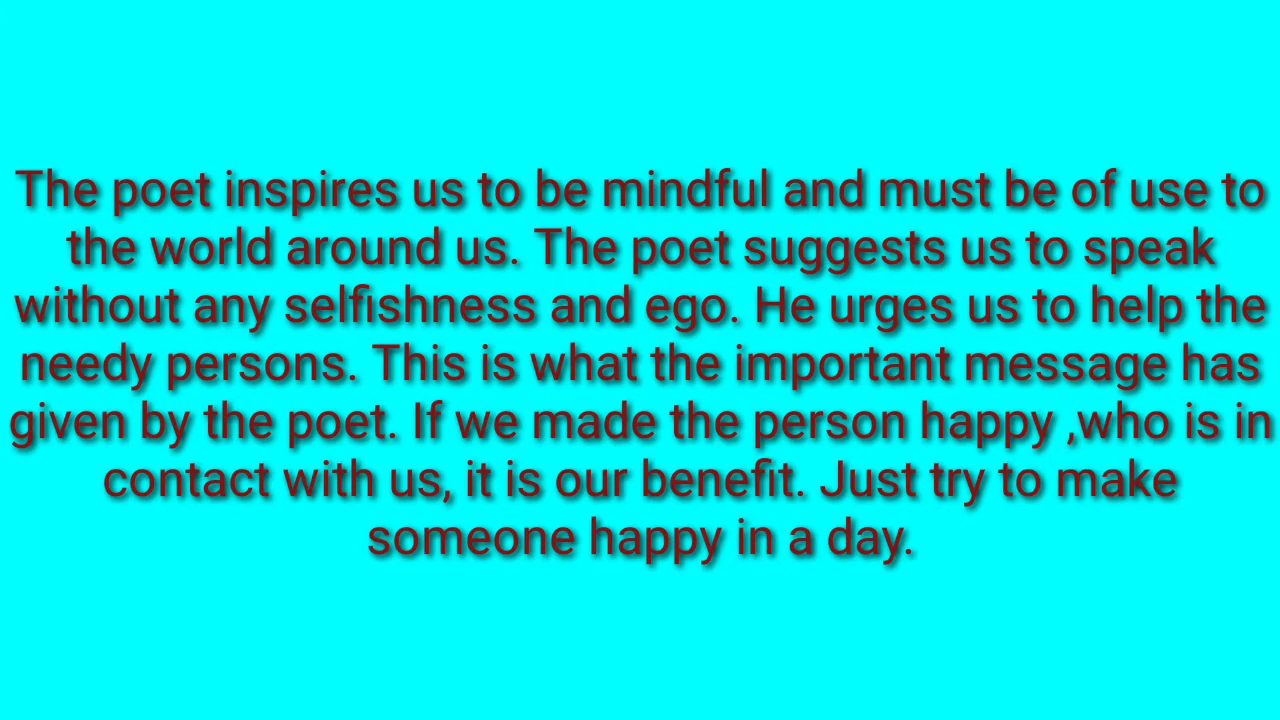 The poet inspires us to be mindful and must be of use to
the world around us. The poet suggests us to speak
without any selfishness and ego. He urges us to help the
needy persons. This is what the important message has
given by the poet. If we made the person happy ,who is in
contact with us, it is our benefit. Just try to make
someone happy in a day.